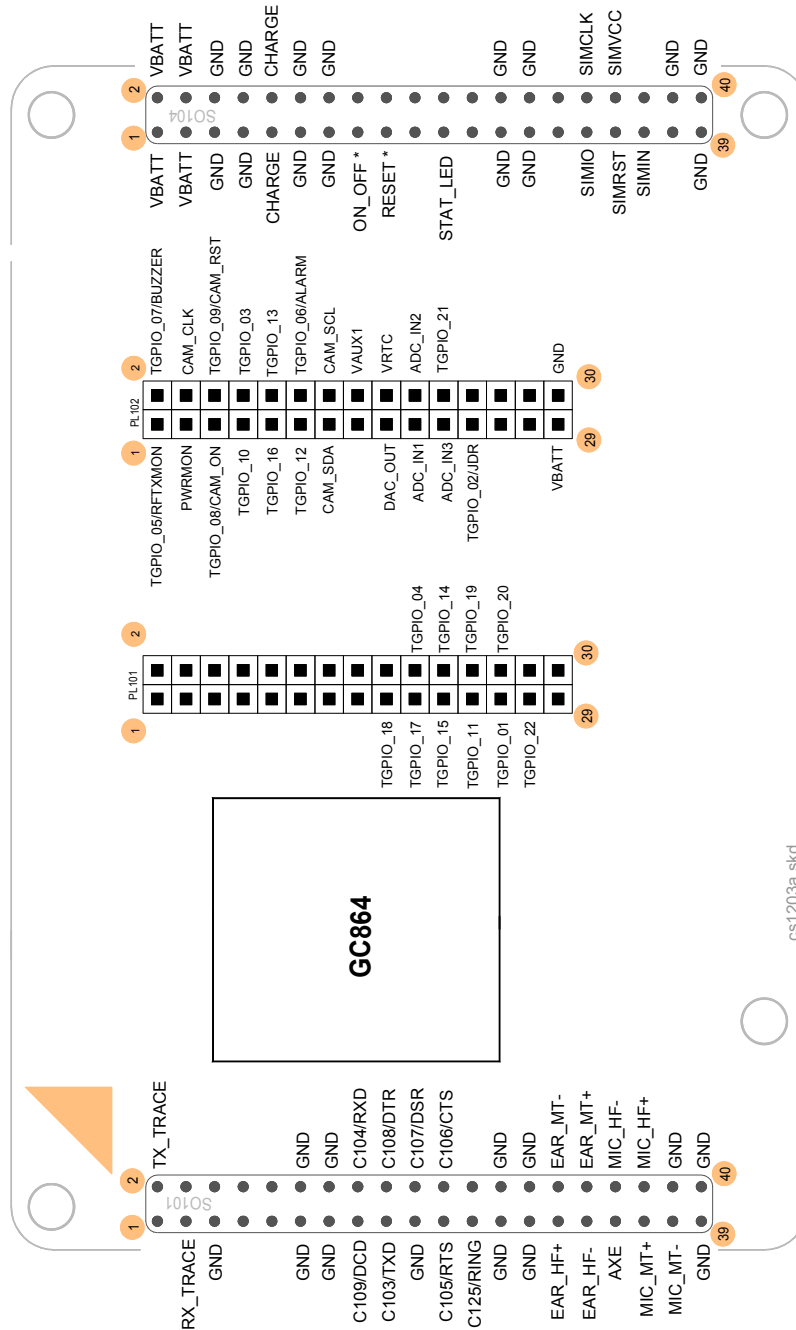 2
VBATT
VBATT
GND
GND
CHARGE
GND
GND
GND
GND
SIMCLK
SIMVCC
GND
GND
40
SO104
1
VBATT
VBATT
GND
GND
CHARGE
GND
GND
ON_OFF *
RESET *
STAT_LED
GND
GND
SIMIO
SIMRST
SIMIN
GND
39
2
TGPIO_07/BUZZER
CAM_CLK
TGPIO_09/CAM_RST
TGPIO_03
TGPIO_13
TGPIO_06/ALARM
CAM_SCL
VAUX1
VRTC
ADC_IN2
TGPIO_21
GND
30
PL102
1
TGPIO_05/RFTXMON
PWRMON
TGPIO_08/CAM_ON
TGPIO_10
TGPIO_16
TGPIO_12
CAM_SDA
DAC_OUT
ADC_IN1
ADC_IN3
TGPIO_02/JDR
VBATT
29
2
TGPIO_04
TGPIO_14
TGPIO_19
TGPIO_20
30
PL101
1
TGPIO_18
TGPIO_17
TGPIO_15
TGPIO_11
TGPIO_01
TGPIO_22
29
GC864
cs1203a.skd
2
TX_TRACE
GND
GND
C104/RXD
C108/DTR
C107/DSR
C106/CTS
GND
GND
EAR_MT-
EAR_MT+
MIC_HF-
MIC_HF+
GND
GND
40
SO101
1
RX_TRACE
GND
GND
GND
C109/DCD
C103/TXD
GND
C105/RTS
C125/RING
GND
GND
EAR_HF+
EAR_HF-
AXE
MIC_MT+
MIC_MT-
GND
39